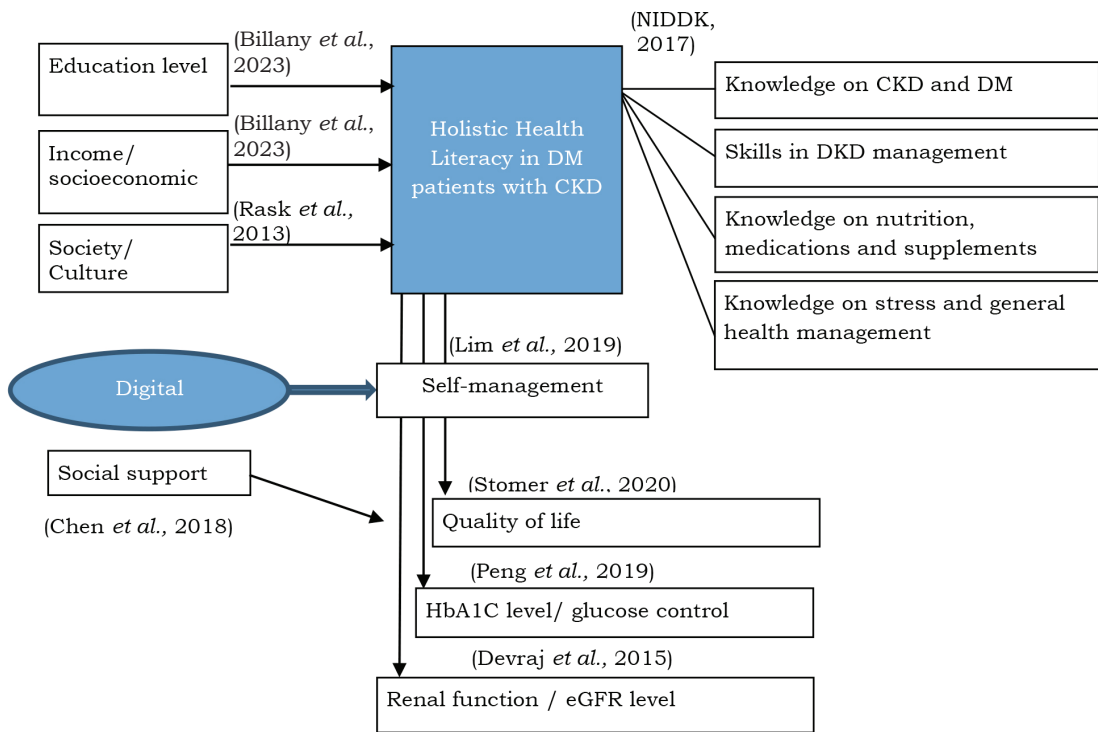 (NIDDK,
2017)
(Billany et al.,
2023)
Education level
(Billany et al.,
2023)
Income/
socioeconomic
(Rask et al.,
2013)
Society/
Culture
Holistic Health
Literacy in DM
patients with CKD
Knowledge on CKD and DM
Skills in DKD management
Knowledge on nutrition,
medications and supplements
Knowledge on stress and general
health management
(Lim et al., 2019)
Digital
Self-management
Social support
(Chen et al., 2018)
(Stomer et al., 2020)
Quality of life
(Peng et al., 2019)
HbA1C level/ glucose control
(Devraj et al., 2015)
Renal function / eGFR level